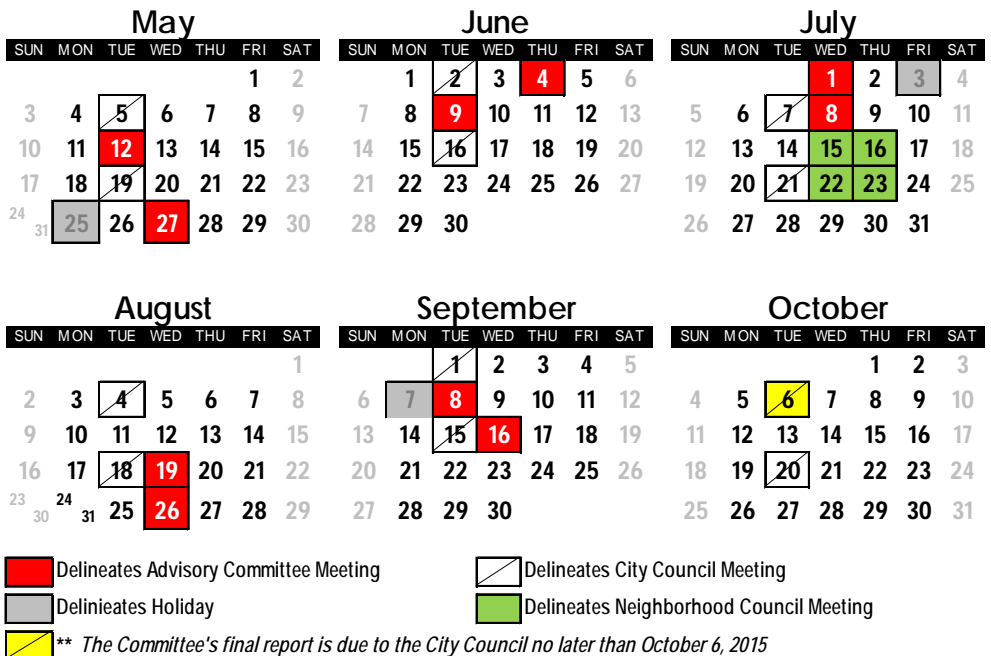 May June July
SUN MON TUE WED THU FRI SAT SUN MON TUE WED THU FRI SAT SUN MON TUE WED THU FRI SAT
1 2 1 2 3 4 5 6 1 2 3 4
3 4 5 6 7 8 9 7 8 9 10 11 12 13 5 6 7 8 9 10 11
10 11 12 13 14 15 16 14 15 16 17 18 19 20 12 13 14 15 16 17 18
17 18 19 20 21 22 23 21 22 23 24 25 26 27 19 20 21 22 23 24 25
24 31 25 26 27 28 29 30 28 29 30 26 27 28 29 30 31
August September October
SUN MON TUE WED THU FRI SAT SUN MON TUE WED THU FRI SAT SUN MON TUE WED THU FRI SAT
1 1 2 3 4 5 1 2 3
2 3 4 5 6 7 8 6 7 8 9 10 11 12 4 5 6 7 8 9 10
9 10 11 12 13 14 15 13 14 15 16 17 18 19 11 12 13 14 15 16 17
16 17 18 19 20 21 22 20 21 22 23 24 25 26 18 19 20 21 22 23 24
23 30 24 31 25 26 27 28 29 27 28 29 30 25 26 27 28 29 30 31
Delineates Advisory Committee Meeting Delineates City Council Meeting
Delinieates Holiday Delineates Neighborhood Council Meeting
** The Committee's final report is due to the City Council no later than October 6, 2015